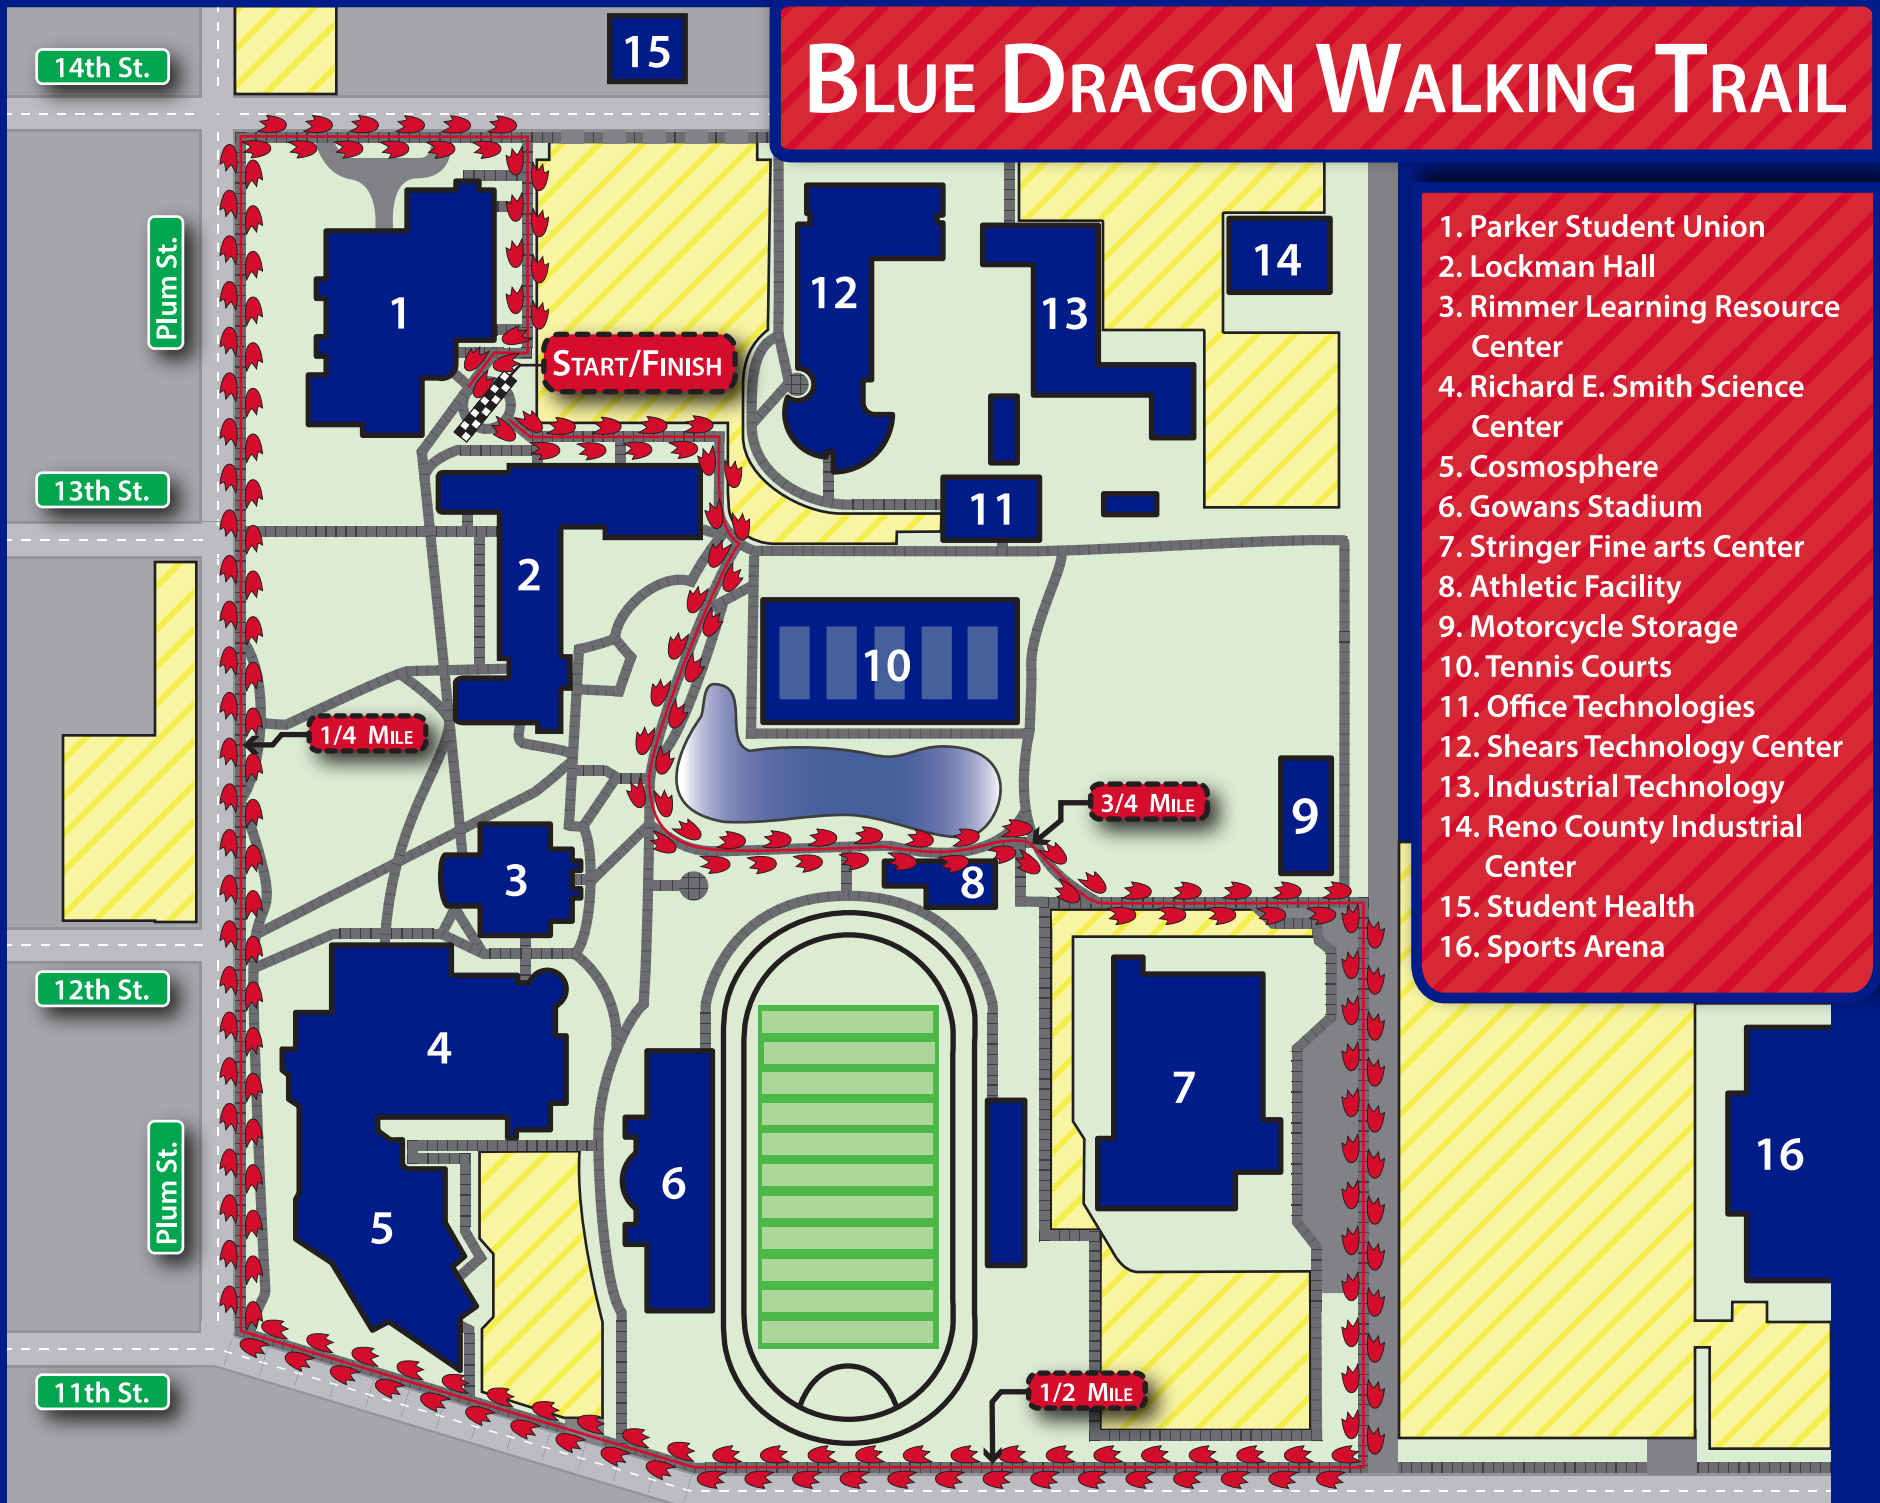 14th St.
15
BLUE DRAGON WALKING TRAIL
Plum St.
1
12
13
14
START/FINISH
13th St.
11
2
10
1/4 MILE
3/4 MILE
9
3
8
12th St.
4
7
16
Plum St.
5
6
11th St.
1/2 MILE
1. Parker Student Union
2. Lockman Hall
3. Rimmer Learning Resource
Center
4. Richard E. Smith Science
Center
5. Cosmosphere
6. Gowans Stadium
7. Stringer Fine arts Center
8. Athletic Facility
9. Motorcycle Storage
10. Tennis Courts
11. Office Technologies
12. Shears Technology Center
13. Industrial Technology
14. Reno County Industrial
Center
15. Student Health
16. Sports Arena